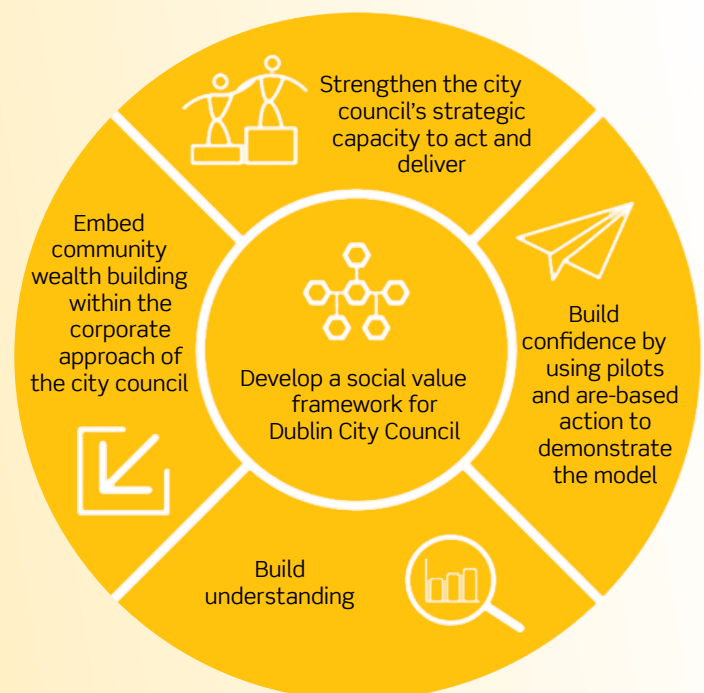 Strengthen the city
council's strategic
capacity to act and
deliver
Build
confidence by
using pilots
and are-based
action to
demonstrate
the model
Build
understanding
Embed
community
wealth building
within the
corporate
approach of
the city council
Develop a social value
framework for
Dublin City Council